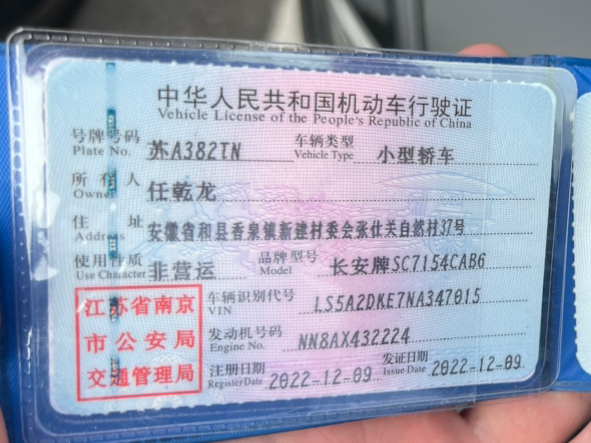 中华人民共和国机动车行驶证
Vehicle License of the People's Republic of China
号牌号码 苏A382TN 车辆类型 小型轿车
Plate No. Vehicle Type
所有人 任乾龙
Owner
住址 安徽省和县香泉镇新建村委会张仕关自然村37号
Address
使用性质 非营运 品牌型号 长安牌SC7154CAB6
Use Character Model
江苏省南京 车辆识别代号 LS5A2DKE7NA347015
VIN
市公安局 发动机号码 NN8AX432224
Engine No.
交通管理局 注册日期 2022-12-09 发证日期 2022-12-09
Register Date Issue Date